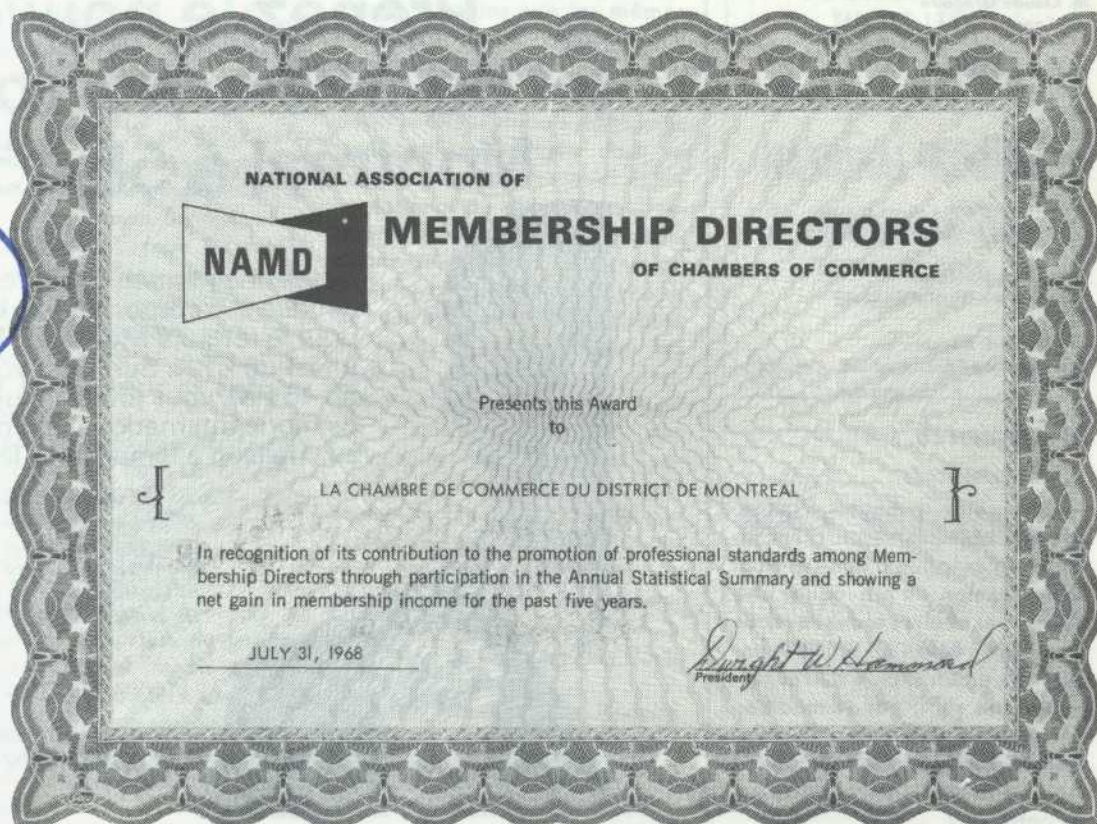 NATIONAL ASSOCIATION OF
NAMD
MEMBERSHIP DIRECTORS
OF CHAMBERS OF COMMERCE
Presents this Award
to
LA CHAMBRE DE COMMERCE DU DISTRICT DE MONTREAL
In recognition of its contribution to the promotion of professional standards among Mem-
bership Directors through participation in the Annual Statistical Summary and showing a
net gain in membership income for the past five years.
JULY 31, 1968
Dwight W. Hammond
President